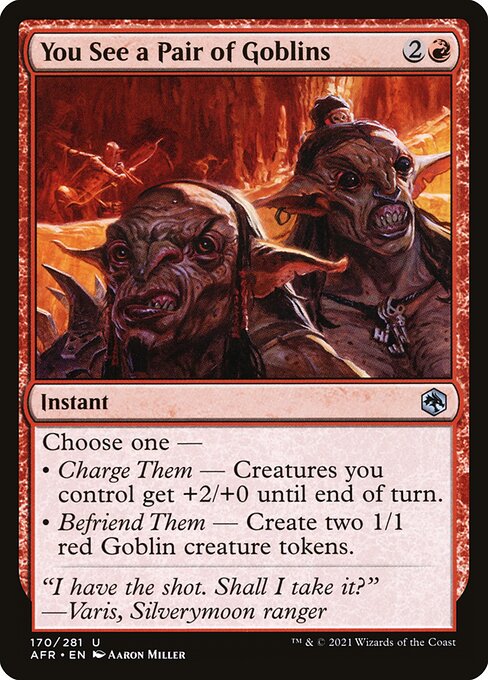 You See a Pair of Goblins 2
Instant
Choose one —
• Charge Them — Creatures you
control get +2/+0 until end of turn.
• Befriend Them — Create two 1/1
red Goblin creature tokens.
“I have the shot. Shall I take it?”
—Varis, Silverymoon ranger
170/281 U
™ & © 2021 Wizards of the Coast
AFR • EN Aaron Miller